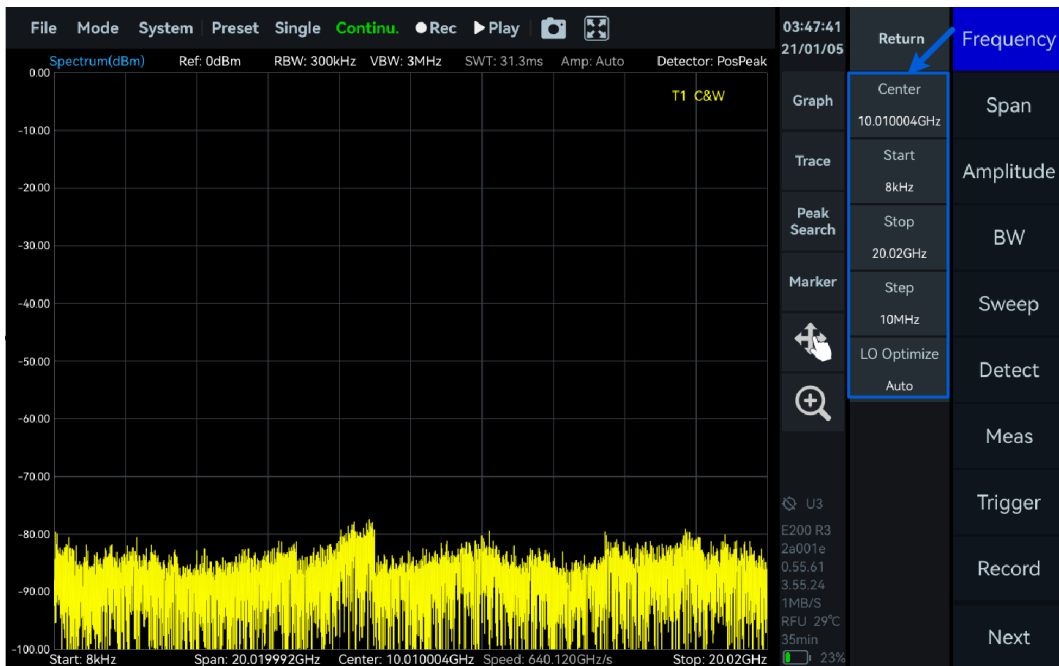 File Mode System Preset Single Continu. Rec Play
03:47:41
21/01/05
Return
Frequency
Spectrum(dBm) Ref: 0dBm RBW: 300kHz VBW: 3MHz SWT: 31.3ms Amp: Auto Detector: PosPeak
T1 C&W
0.00
-10.00
-20.00
-30.00
-40.00
-50.00
-60.00
-70.00
-80.00
-90.00
-100.00
Start: 8kHz Span: 20.019992GHz Center: 10.010004GHz Speed: 640.120GHz/s Stop: 20.02GHz
Graph
Trace
Peak
Search
Marker
U3
E200 R3
2a001e
0.55.61
3.55.24
1MB/S
RFU 29°C
35min
23%
Center
10.010004GHz
Start
8kHz
Stop
20.02GHz
Step
10MHz
LO Optimize
Auto
Span
Amplitude
BW
Sweep
Detect
Meas
Trigger
Record
Next